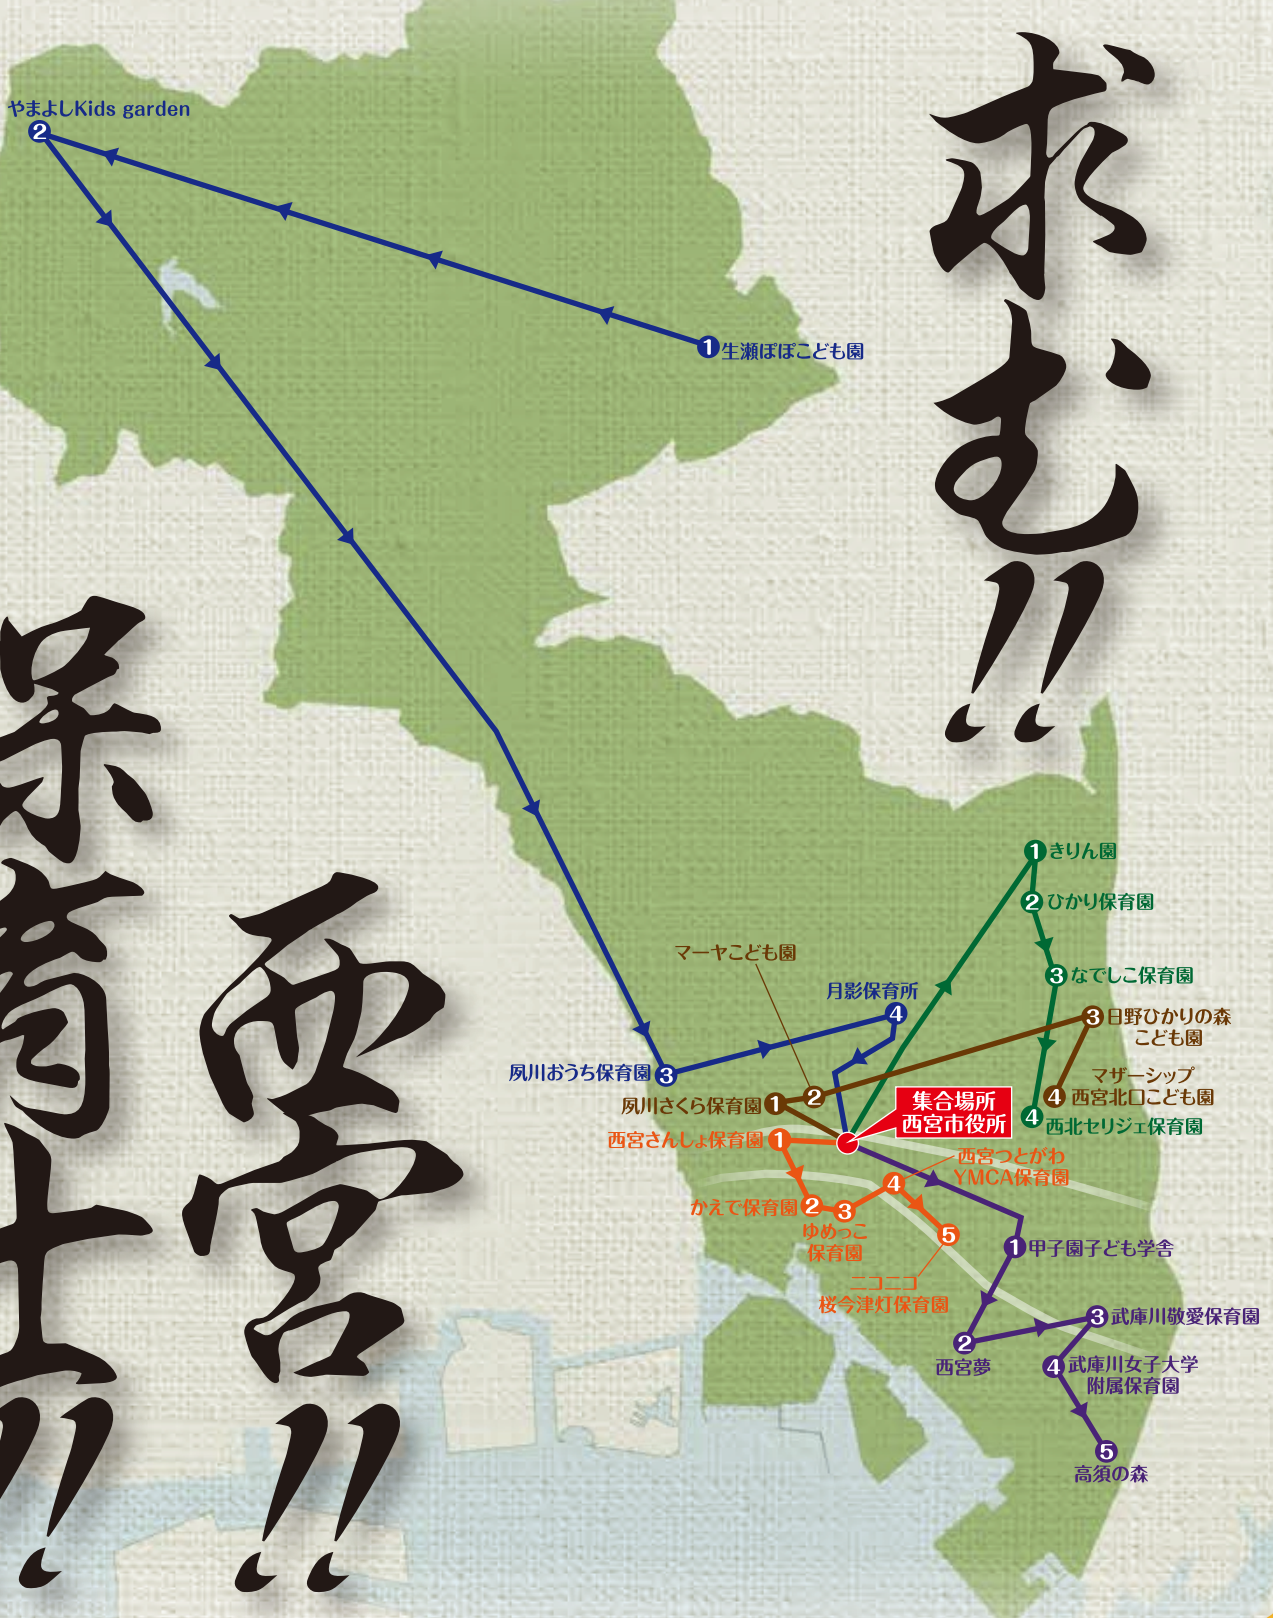 求む!!
西宮!!
保育士!!
やまよしKids garden
2
1
生瀬ぽぽこども園
1
きりん園
2
ひかり保育園
マーヤこども園
3
なでしこ保育園
月影保育所
4
3
日野ひかりの森
こども園
夙川おうち保育園
3
マザーシップ
4
西宮北口こども園
夙川さくら保育園
1
2
集合場所
西宮市役所
4
西北セリジェ保育園
西宮さんしょ保育園
1
西宮つとがわ
YMCA保育園
4
かえで保育園
2
3
ゆめっこ
保育園
5
1
甲子園子ども学舎
ニコニコ
桜今津灯保育園
3
武庫川敬愛保育園
2
西宮夢
4
武庫川女子大学
附属保育園
5
高須の森